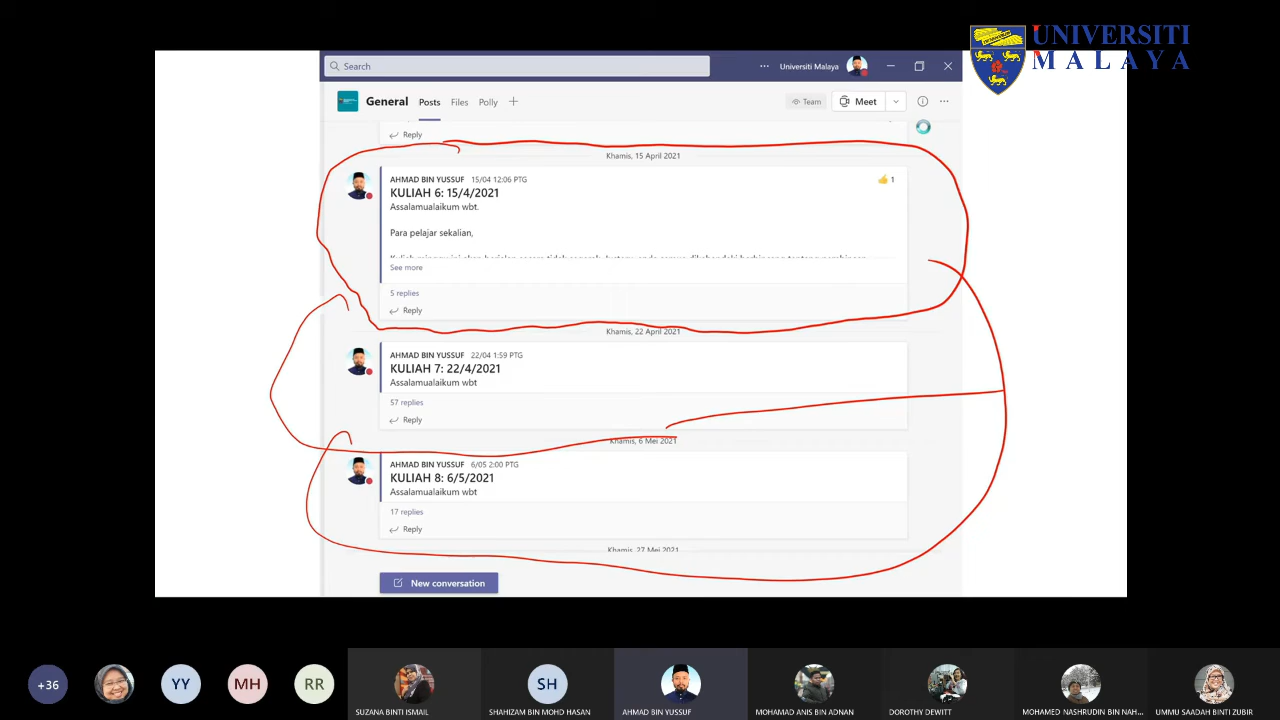 UNIVERSITI
MALAYA
Search
Universiti Malaya
General Posts Files Polly
Team
Meet
Reply
Khamis, 15 April 2021
AHMAD BIN YUSSUF 15/04 12:06 PTG
1
KULIAH 6: 15/4/2021
Assalamualaikum wbt.
Para pelajar sekalian,
See more
5 replies
Reply
Khamis, 22 April 2021
AHMAD BIN YUSSUF 22/04 1:59 PTG
KULIAH 7: 22/4/2021
Assalamualaikum wbt
57 replies
Reply
Khamis, 6 Mei 2021
AHMAD BIN YUSSUF 6/05 2:00 PTG
KULIAH 8: 6/5/2021
Assalamualaikum wbt
17 replies
Reply
Khamis, 27 Mei 2021
New conversation
+36
YY
MH
RR
SH
SUZANA BINTI ISMAIL
SHAHIZAM BIN MOHD HASAN
AHMAD BIN YUSSUF
MOHAMAD ANIS BIN ADNAN
DOROTHY DEWITT
MOHAMED NASHRUDIN BIN NAH...
UMMU SAADAH BINTI ZUBIR